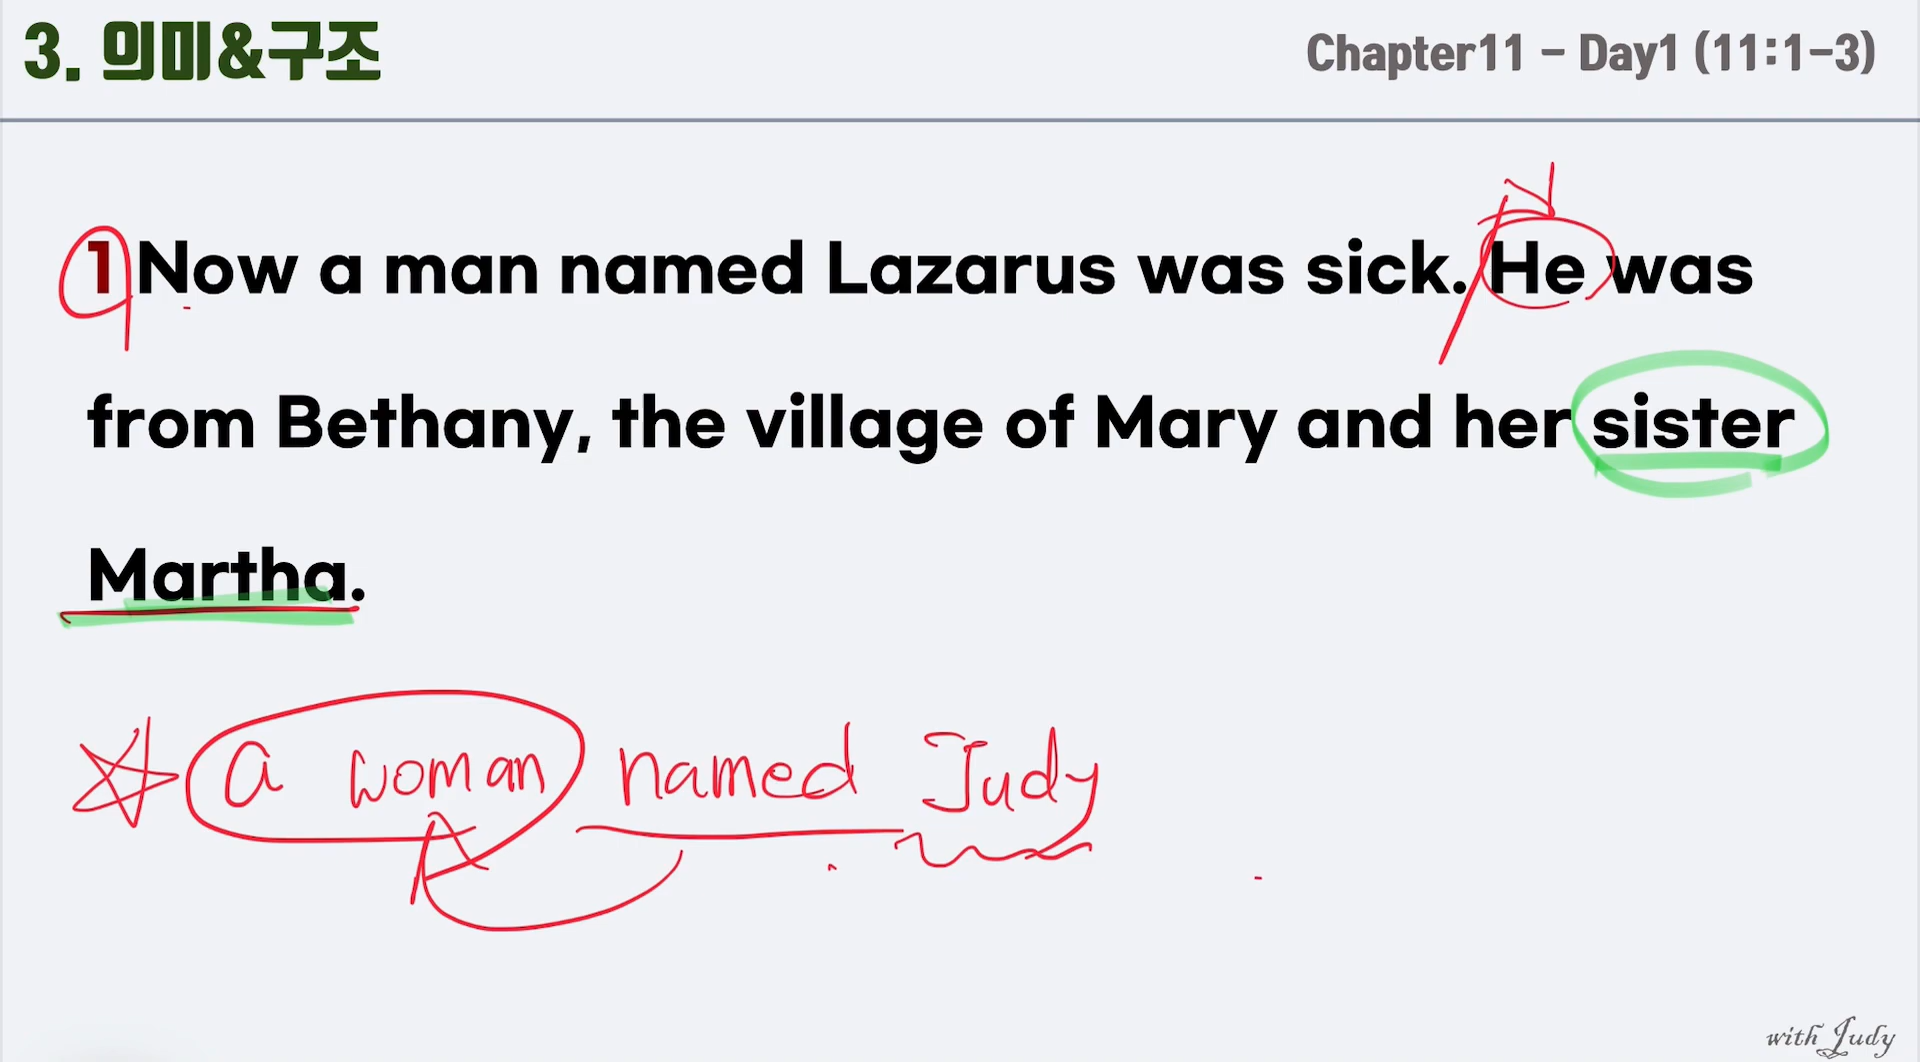 3. 의미&구조
Chapter11 - Day1 (11:1-3)
1 Now a man named Lazarus was sick. He was
from Bethany, the village of Mary and her sister
Martha.
a woman named Judy
with Judy